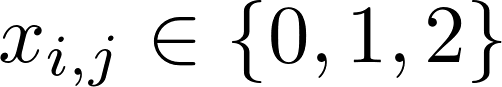 x_{i,j} ∈ {0, 1, 2}